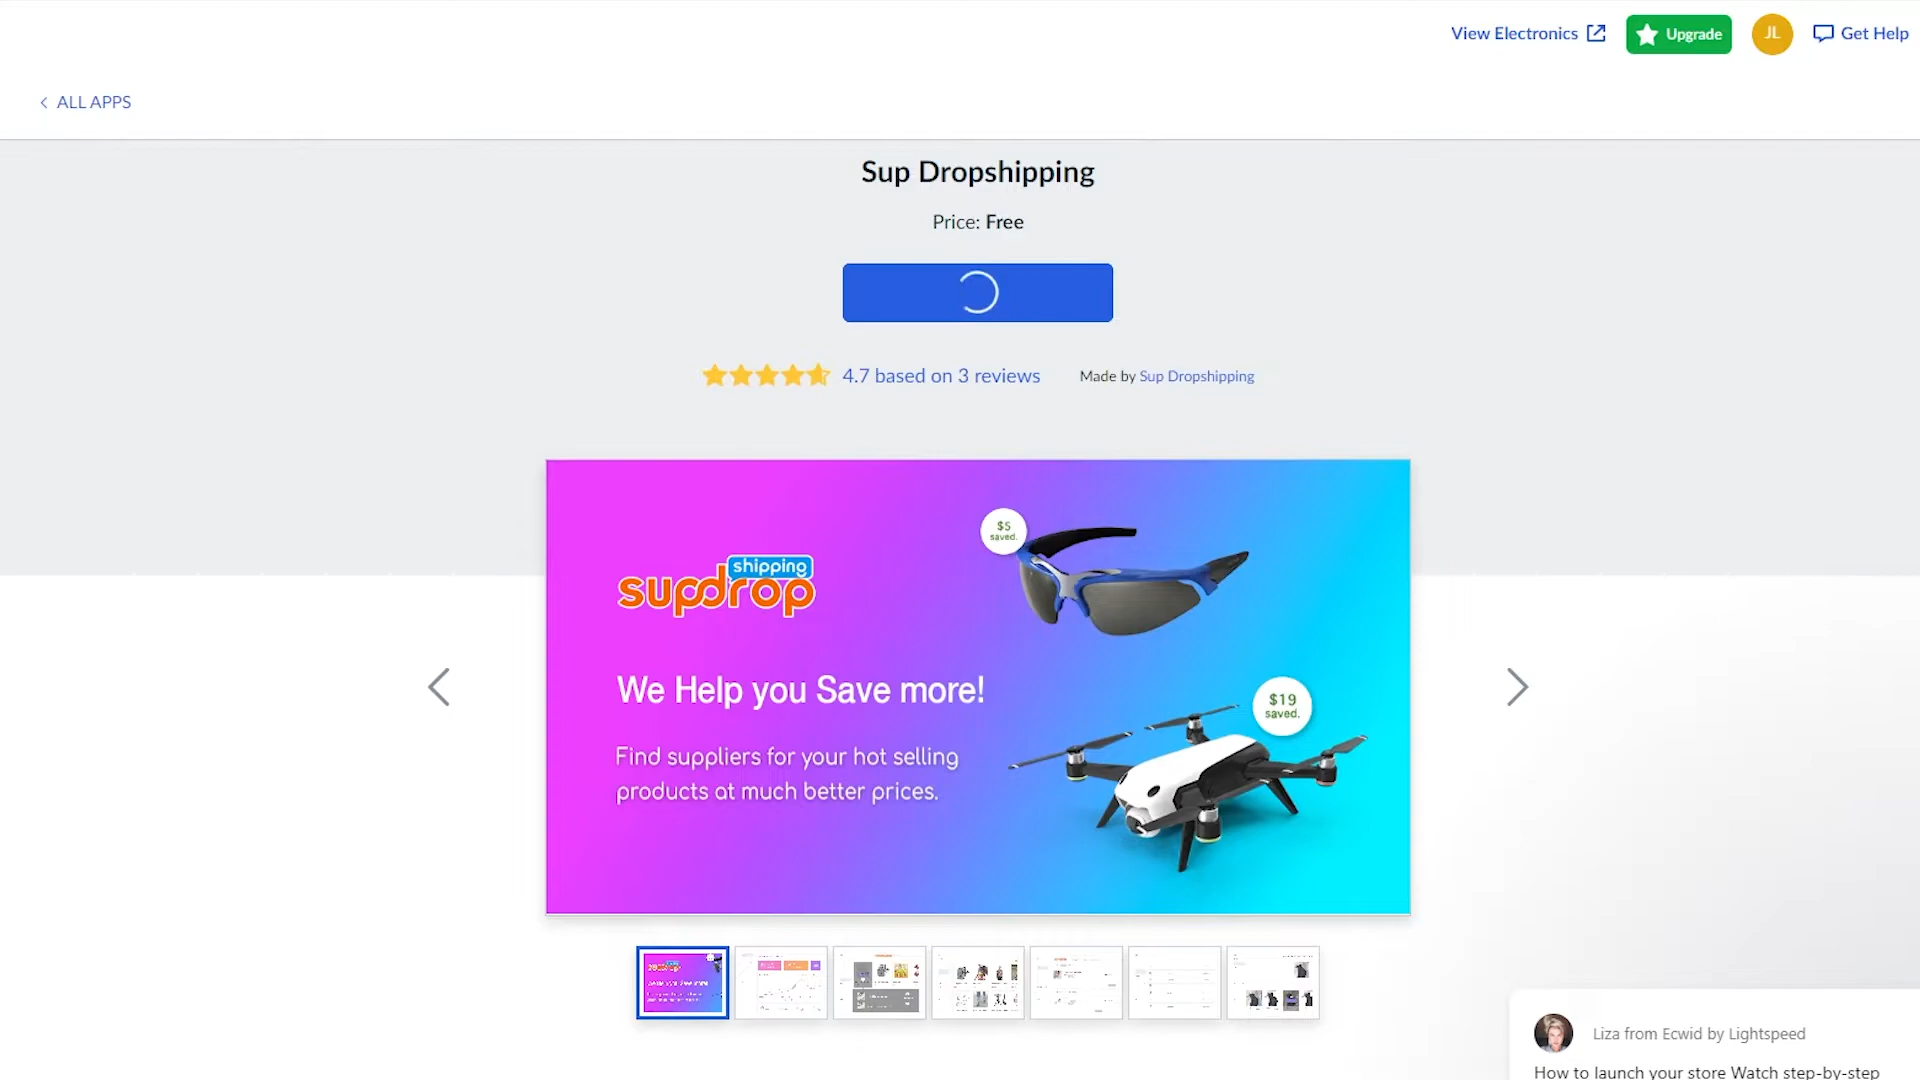 View Electronics
Upgrade
JL
Get Help
ALL APPS
Sup Dropshipping
Price: Free
4.7 based on 3 reviews
Made by Sup Dropshipping
$5
saved.
shipping
supdrop
We Help you Save more!
$19
saved.
Find suppliers for your hot selling
products at much better prices.
Liza from Ecwid by Lightspeed
How to launch your store Watch step-by-step